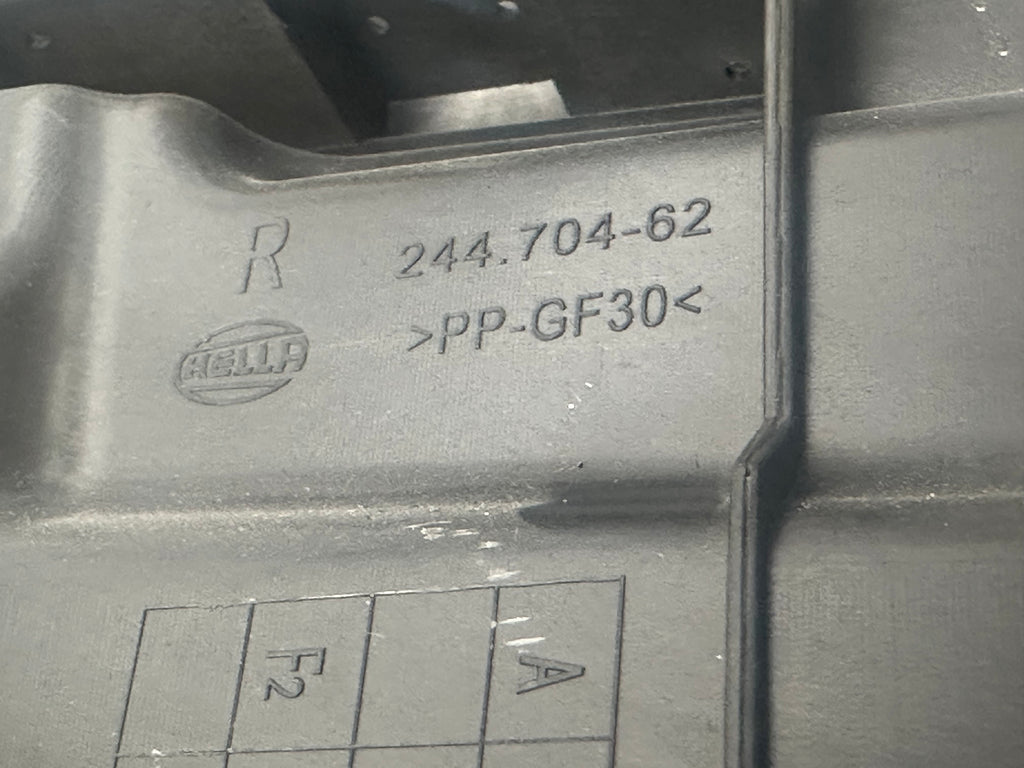 R 244.704-62
HELLA >PP-GF30<
F2 A